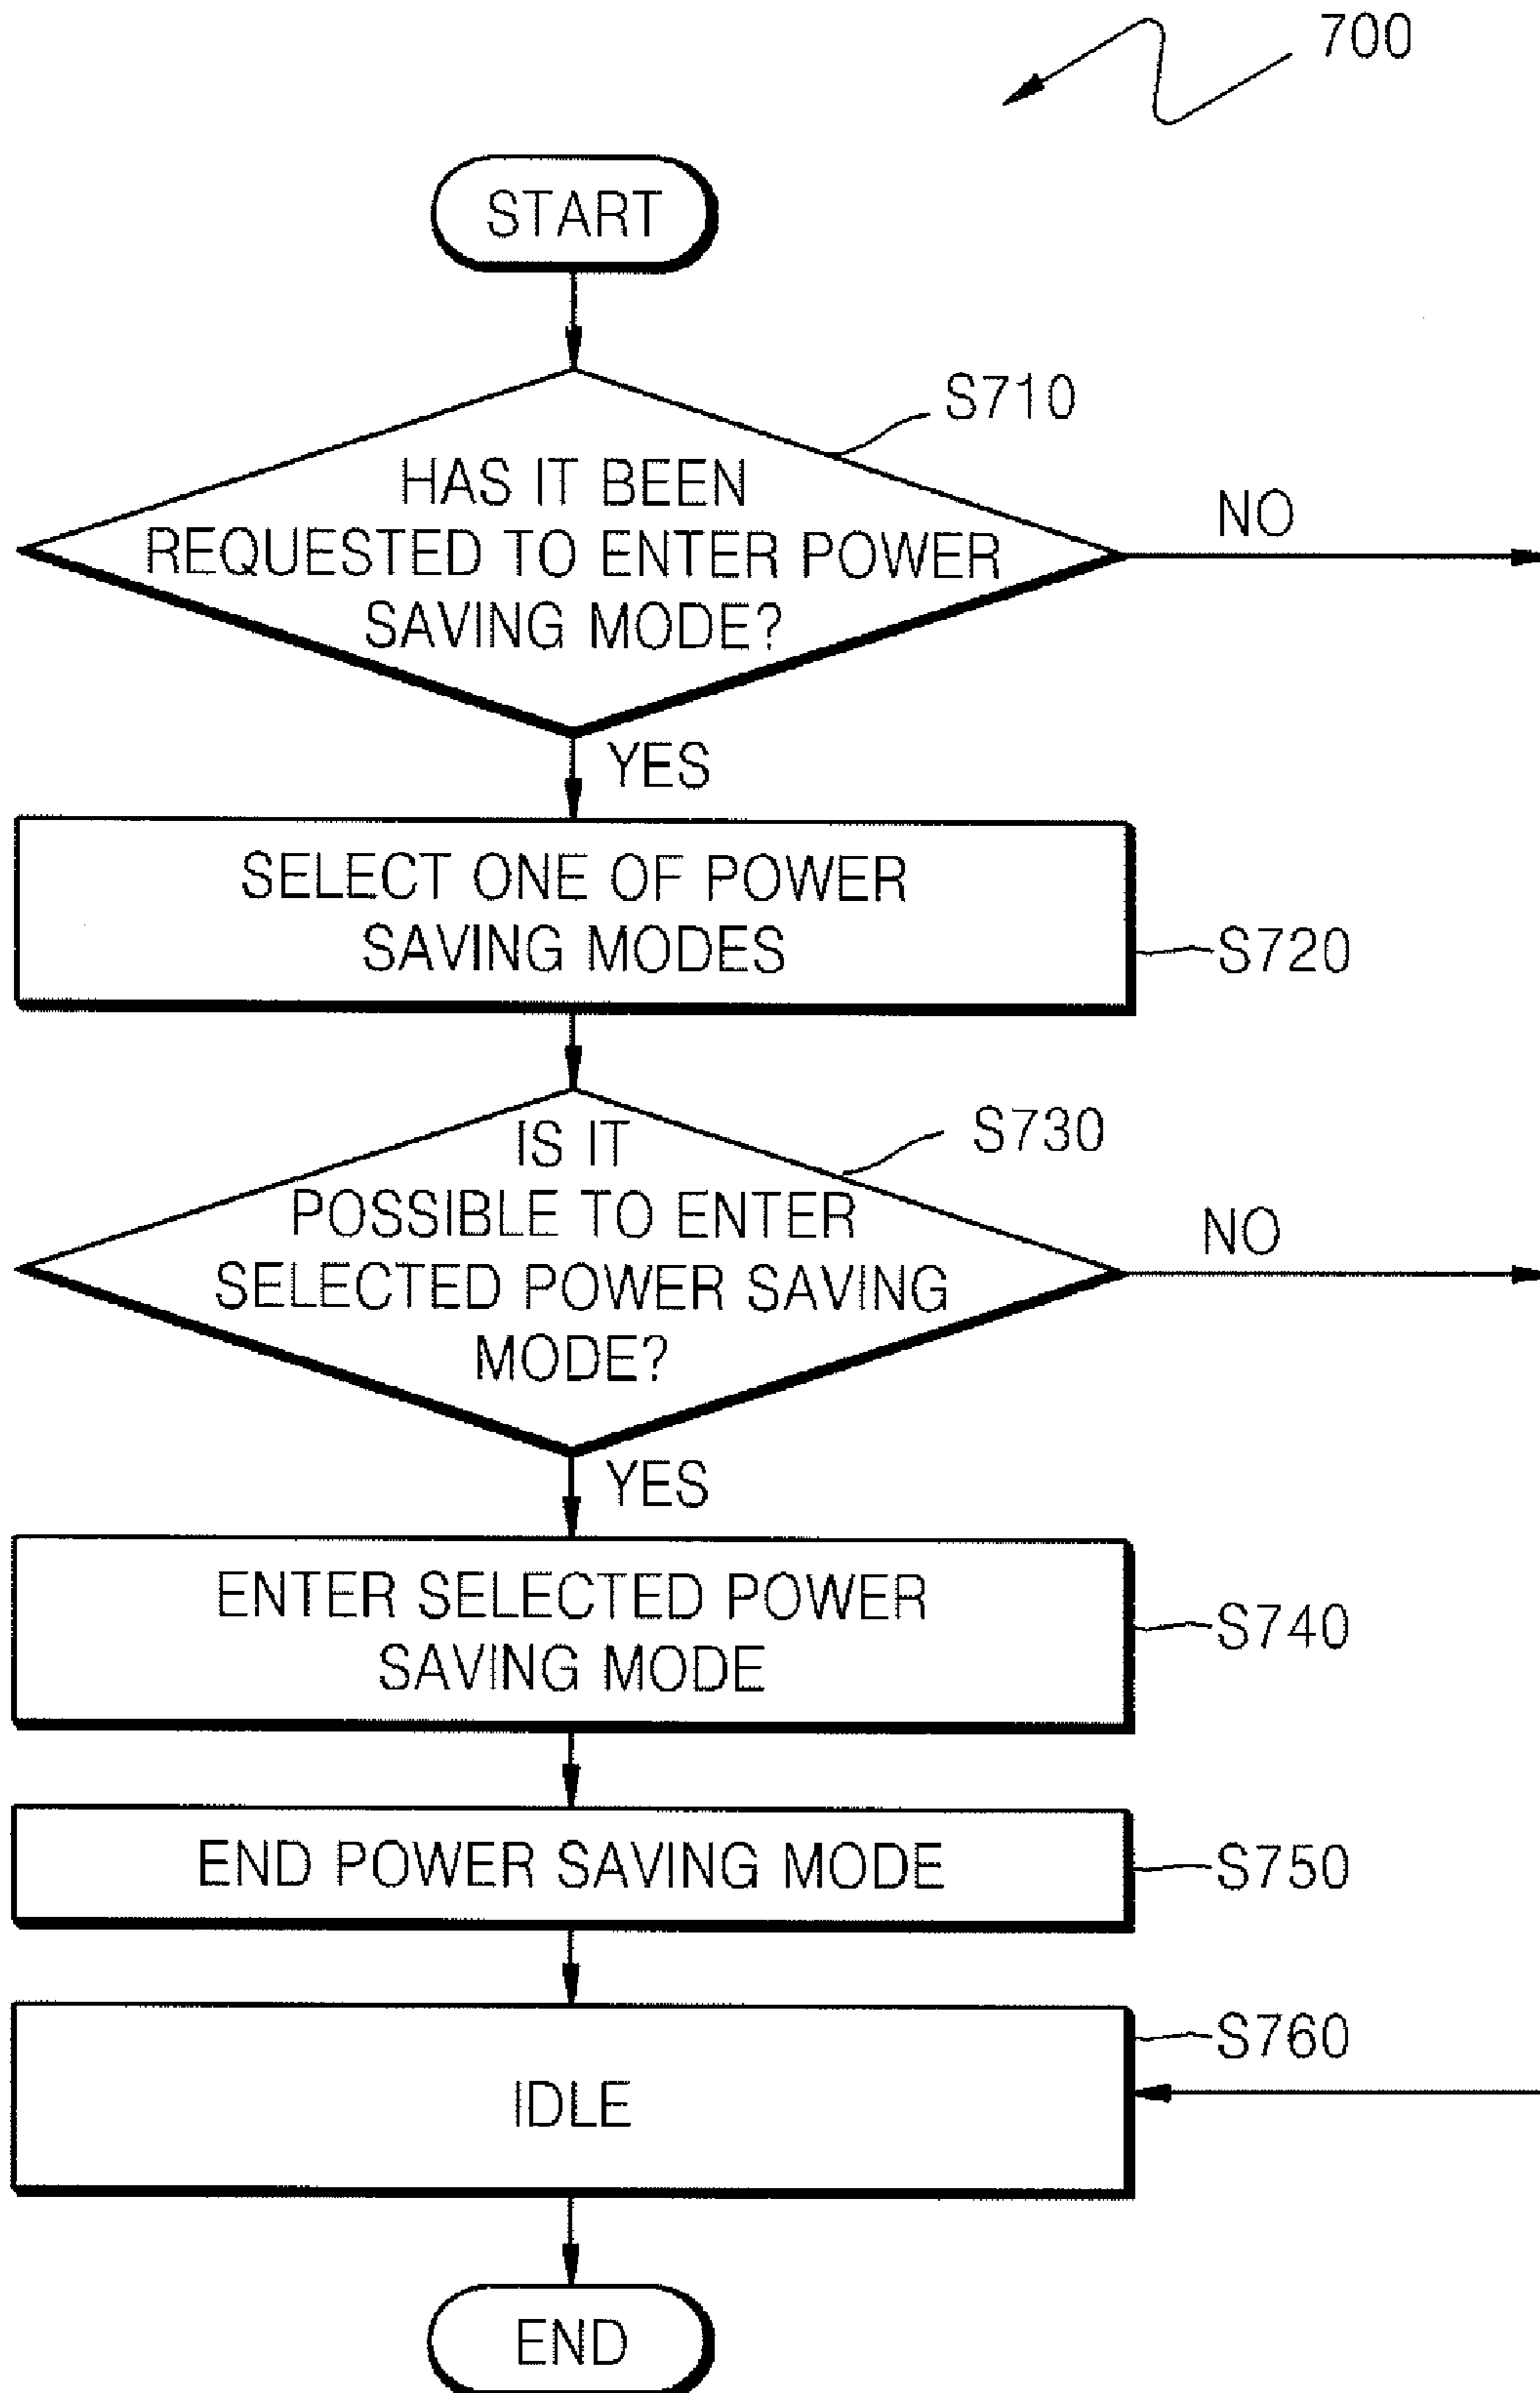 700
START
S710
HAS IT BEEN
REQUESTED TO ENTER POWER
SAVING MODE?
NO
YES
SELECT ONE OF POWER
SAVING MODES
S720
IS IT
POSSIBLE TO ENTER
SELECTED POWER SAVING
MODE?
S730
NO
YES
ENTER SELECTED POWER
SAVING MODE
S740
END POWER SAVING MODE
S750
IDLE
S760
END